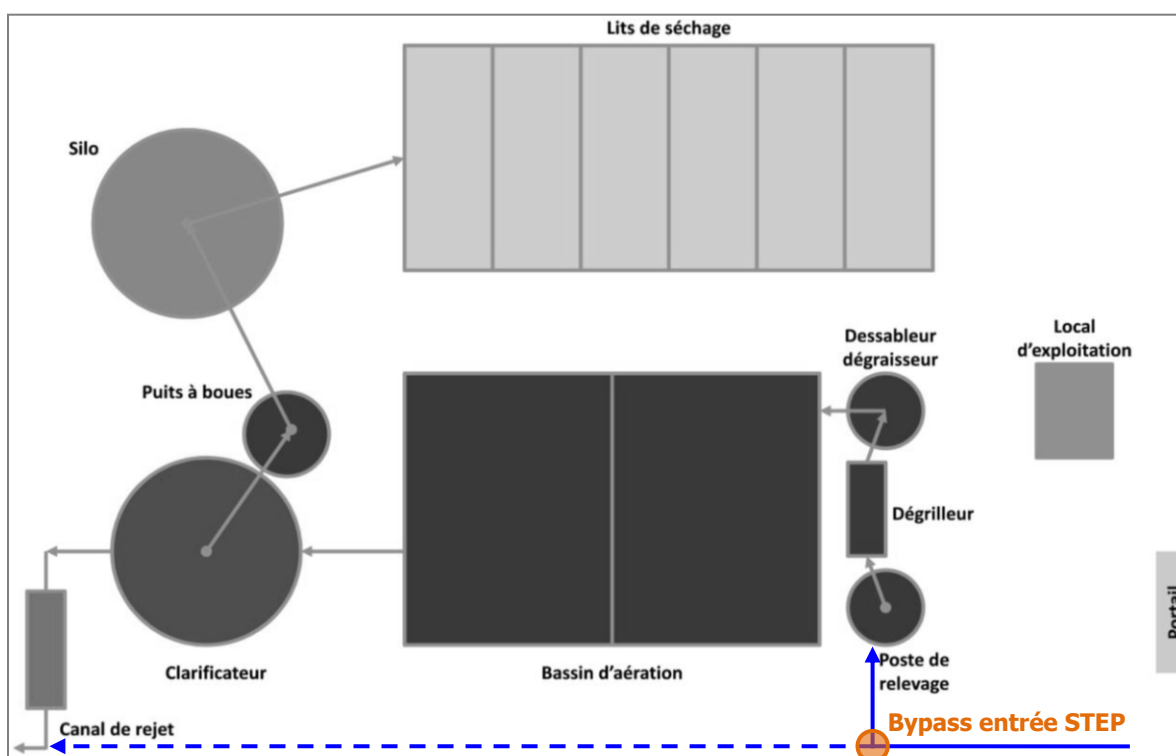 Lits de séchage
Silo
Dessableur
dégraisseur
Local
d'exploitation
Puits à boues
Dégrilleur
Portail
Clarificateur
Bassin d'aération
Poste de
relevage
Canal de rejet
Bypass entrée STEP